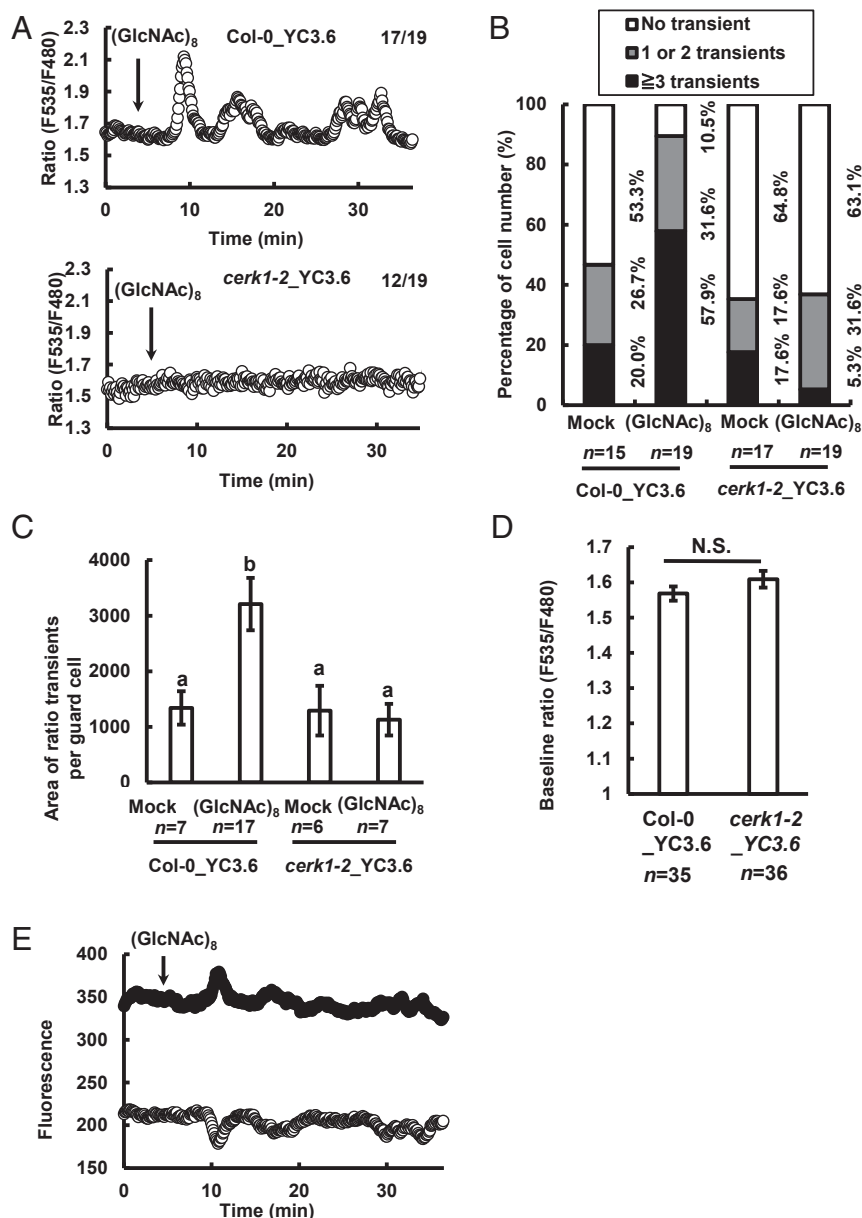 A
(GlcNAc)8
Col-0_YC3.6
17/19
Ratio (F535/F480)
2.3
2.1
1.9
1.7
1.5
1.3
0 10 20 30
Time (min)
(GlcNAc)8
cerk1-2_YC3.6
12/19
Ratio (F535/F480)
2.3
2.1
1.9
1.7
1.5
1.3
0 10 20 30
Time (min)
B
No transient
1 or 2 transients
≧3 transients
Percentage of cell number (%)
100
80
60
40
20
0
53.3%
26.7%
20.0%
10.5%
31.6%
57.9%
64.8%
17.6%
17.6%
63.1%
31.6%
5.3%
Mock (GlcNAc)8 Mock (GlcNAc)8
n=15 n=19 n=17 n=19
Col-0_YC3.6 cerk1-2_YC3.6
C
Area of ratio transients
per guard cell
4000
3000
2000
1000
0
a
b
a
a
Mock (GlcNAc)8 Mock (GlcNAc)8
n=7 n=17 n=6 n=7
Col-0_YC3.6 cerk1-2_YC3.6
D
Baseline ratio (F535/F480)
1.7
1.6
1.5
1.4
1.3
1.2
1.1
1
N.S.
Col-0 cerk1-2
_YC3.6 _YC3.6
n=35 n=36
E
(GlcNAc)8
Fluorescence
400
350
300
250
200
150
0 10 20 30
Time (min)